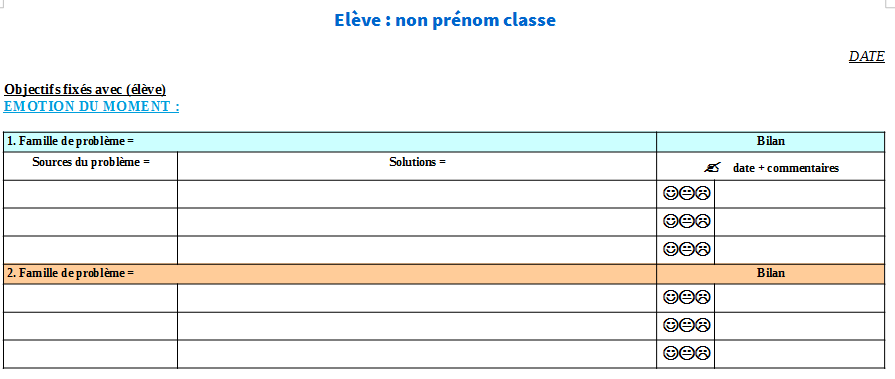 Elève : non prénom classe
DATE
Objectifs fixés avec (élève)
EMOTION DU MOMENT :
1. Famille de problème = Bilan
Sources du problème = Solutions = date + commentaires
2. Famille de problème = Bilan